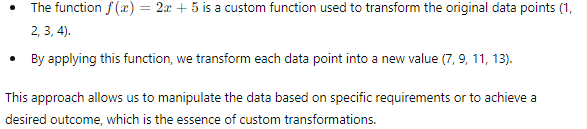 • The function f(x) = 2x + 5 is a custom function used to transform the original data points (1,
2, 3, 4).
• By applying this function, we transform each data point into a new value (7, 9, 11, 13).
This approach allows us to manipulate the data based on specific requirements or to achieve a
desired outcome, which is the essence of custom transformations.